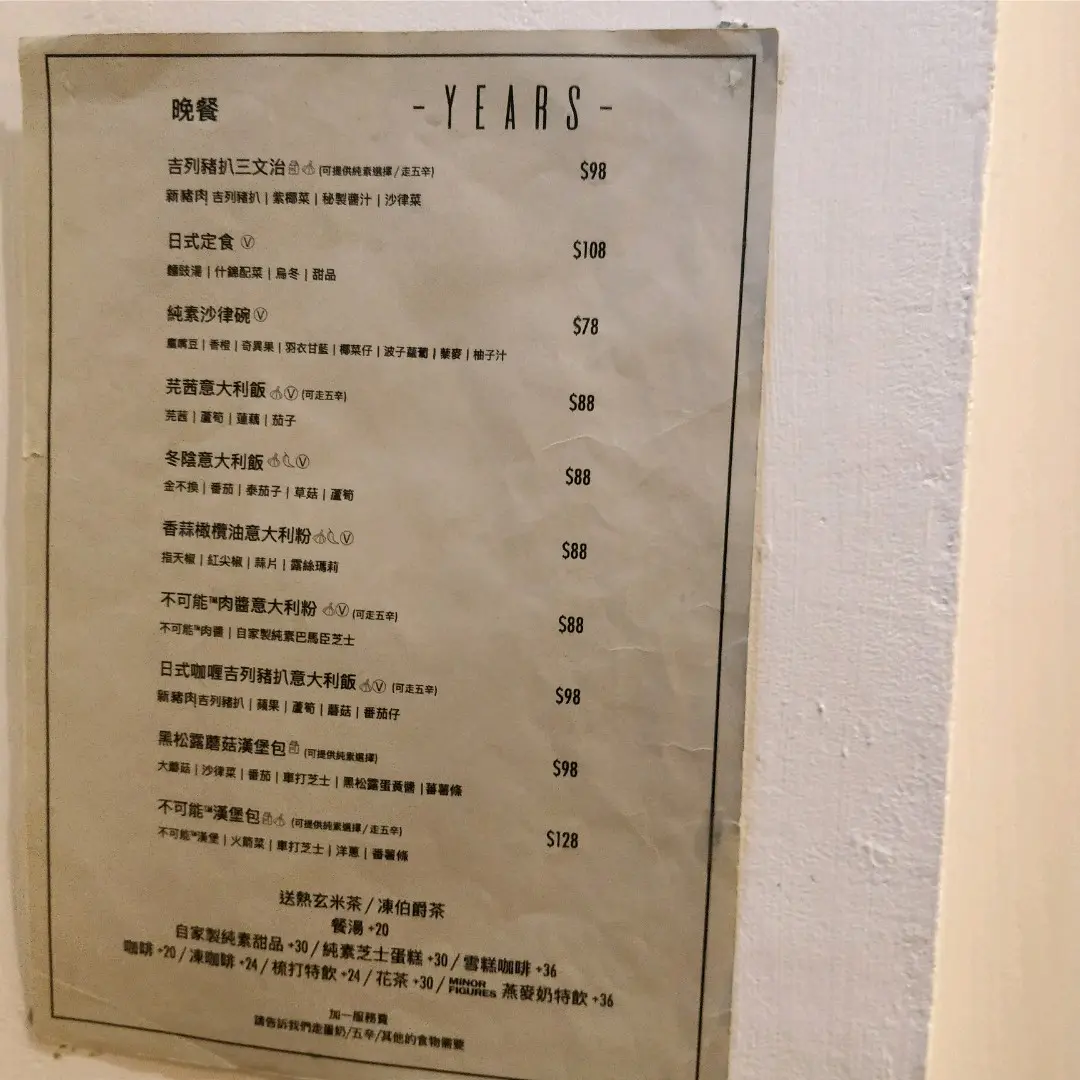 晚餐
- YEARS -
吉列豬扒三文治 (可提供純素選擇 / 走五辛) $98
新豬肉 吉列豬扒 | 紫椰菜 | 秘製醬汁 | 沙律菜
日式定食 Ⓥ $108
麵豉湯 | 什錦配菜 | 烏冬 | 甜品
純素沙律碗 Ⓥ $78
鷹嘴豆 | 香橙 | 奇異果 | 羽衣甘藍 | 椰菜仔 | 波子蘿蔔 | 藜麥 | 柚子汁
芫茜意大利飯 Ⓥ (可走五辛) $88
芫茜 | 蘆筍 | 蓮藕 | 茄子
冬陰意大利飯 Ⓥ $88
金不換 | 番茄 | 泰茄子 | 草菇 | 蘆筍
香蒜橄欖油意大利粉 Ⓥ $88
指天椒 | 紅尖椒 | 蒜片 | 露絲瑪莉
不可能™肉醬意大利粉 Ⓥ (可走五辛) $88
不可能™肉醬 | 自家製純素巴馬臣芝士
日式咖喱吉列豬扒意大利飯 Ⓥ (可走五辛) $98
新豬肉吉列豬扒 | 蘋果 | 蘆筍 | 蘑菇 | 番茄仔
黑松露蘑菇漢堡包 (可提供純素選擇) $98
大蘑菇 | 沙律菜 | 番茄 | 車打芝士 | 黑松露蛋黃醬 | 蕃薯條
不可能™漢堡包 (可提供純素選擇 / 走五辛) $128
不可能™漢堡 | 火箭菜 | 車打芝士 | 洋蔥 | 番薯條
送熱玄米茶 / 凍伯爵茶
餐湯 +20
自家製純素甜品 +30 / 純素芝士蛋糕 +30 / 雪糕咖啡 +36
咖啡 +20 / 凍咖啡 +24 / 梳打特飲 +24 / 花茶 +30 / MINOR FIGURES 燕麥奶特飲 +36
加一服務費
請告訴我們走蛋奶/五辛/其他的食物需要